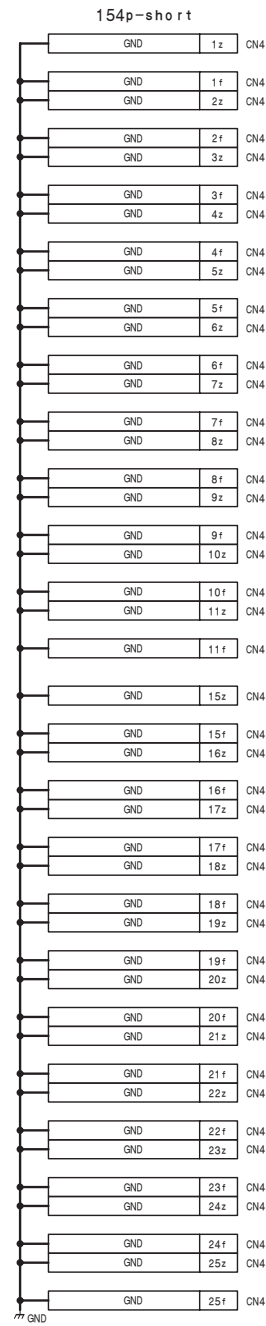 154p-short
GND 1z CN4
GND 1f CN4
GND 2z CN4
GND 2f CN4
GND 3z CN4
GND 3f CN4
GND 4z CN4
GND 4f CN4
GND 5z CN4
GND 5f CN4
GND 6z CN4
GND 6f CN4
GND 7z CN4
GND 7f CN4
GND 8z CN4
GND 8f CN4
GND 9z CN4
GND 9f CN4
GND 10z CN4
GND 10f CN4
GND 11z CN4
GND 11f CN4
GND 15z CN4
GND 15f CN4
GND 16z CN4
GND 16f CN4
GND 17z CN4
GND 17f CN4
GND 18z CN4
GND 18f CN4
GND 19z CN4
GND 19f CN4
GND 20z CN4
GND 20f CN4
GND 21z CN4
GND 21f CN4
GND 22z CN4
GND 22f CN4
GND 23z CN4
GND 23f CN4
GND 24z CN4
GND 24f CN4
GND 25z CN4
GND 25f CN4
GND